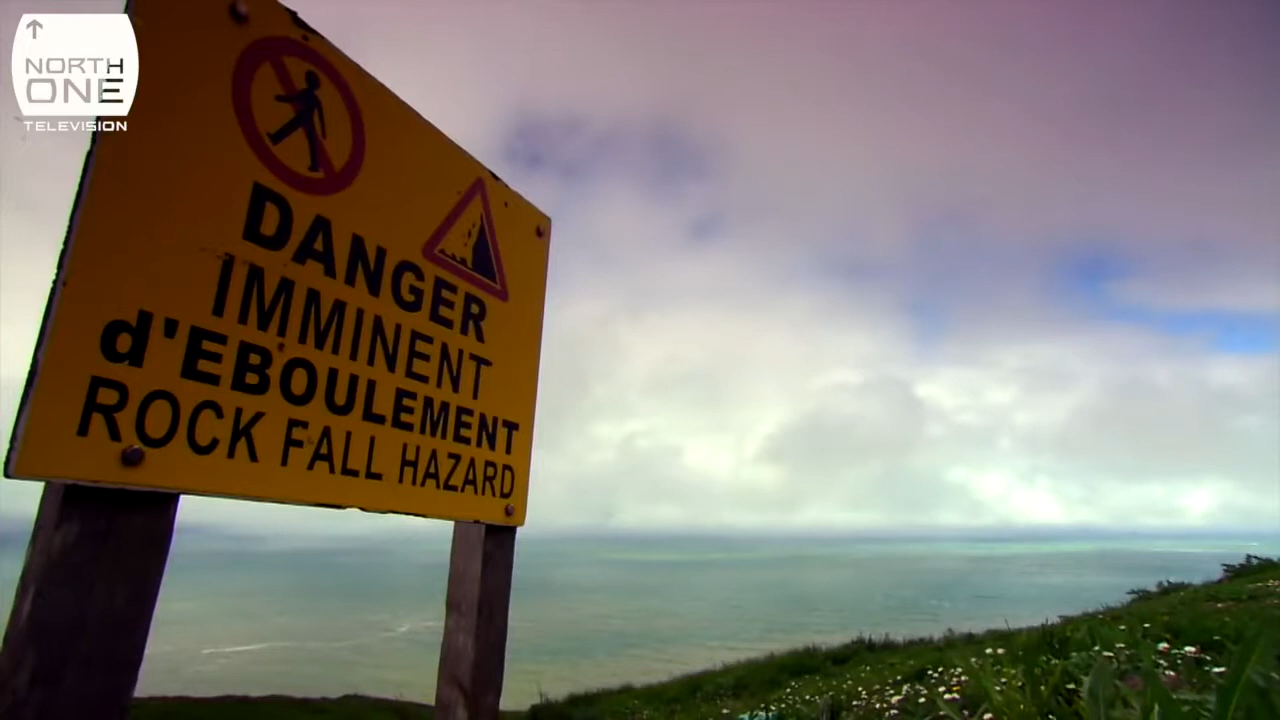 NORTH
ONE
TELEVISION
DANGER
IMMINENT
d'EBOULEMENT
ROCK FALL HAZARD